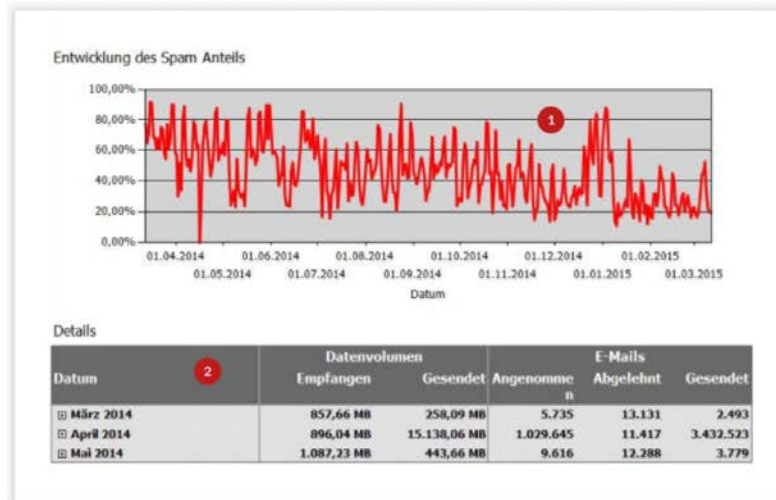 Entwicklung des Spam Anteils
100,00%
80,00%
60,00%
40,00%
20,00%
0,00%
1
01.04.2014 01.06.2014 01.08.2014 01.10.2014 01.12.2014 01.02.2015
01.05.2014 01.07.2014 01.09.2014 01.11.2014 01.01.2015 01.03.2015
Datum
Details
Datenvolumen E-Mails
Datum 2 Empfangen Gesendet Angenomme Abgelehnt Gesendet
n
März 2014 857,66 MB 258,09 MB 5.735 13.131 2.493
April 2014 896,04 MB 15.138,06 MB 1.029.645 11.417 3.432.523
Mai 2014 1.087,23 MB 443,66 MB 9.616 12.288 3.779